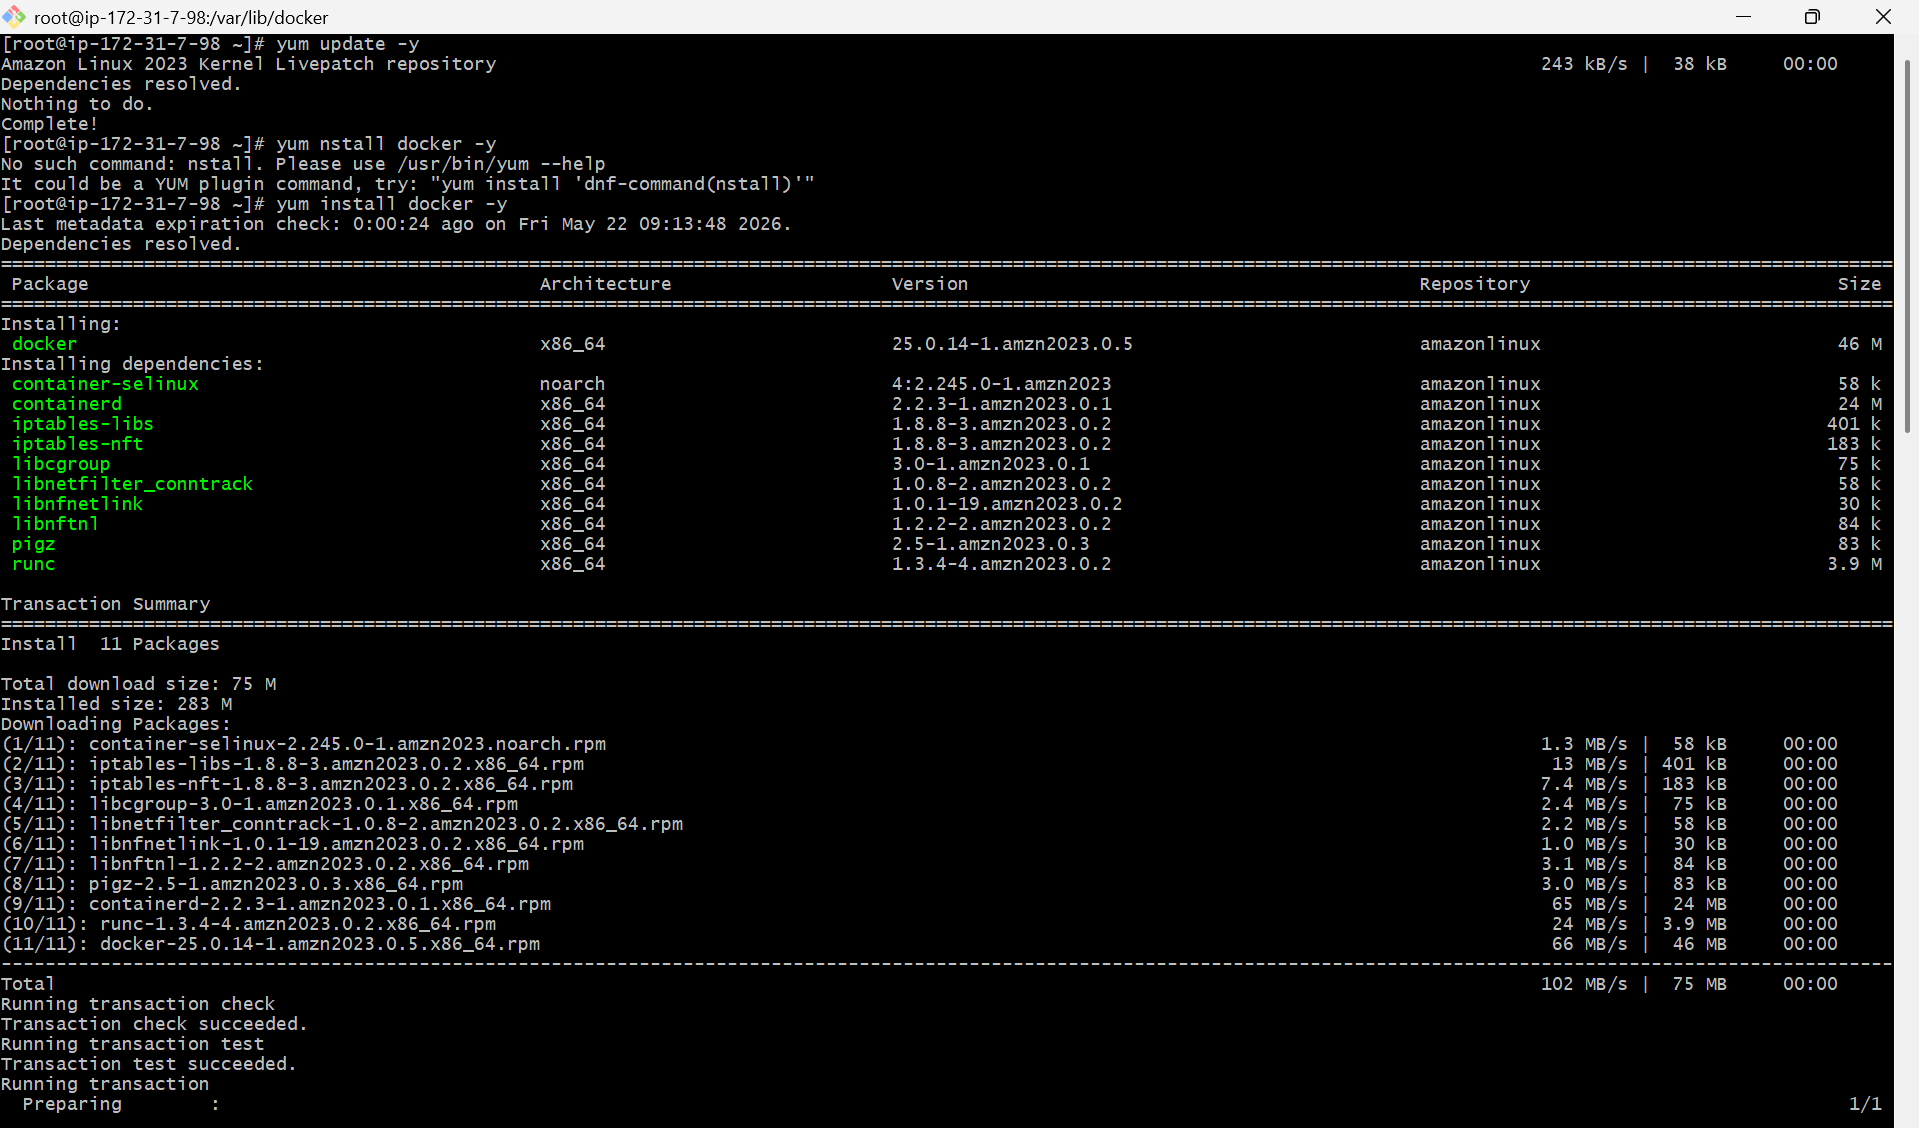 root@ip-172-31-7-98:/var/lib/docker
[root@ip-172-31-7-98 ~]# yum update -y
Amazon Linux 2023 Kernel Livepatch repository 243 kB/s | 38 kB 00:00
Dependencies resolved.
Nothing to do.
Complete!
[root@ip-172-31-7-98 ~]# yum nstall docker -y
No such command: nstall. Please use /usr/bin/yum --help
It could be a YUM plugin command, try: "yum install 'dnf-command(nstall)'"
[root@ip-172-31-7-98 ~]# yum install docker -y
Last metadata expiration check: 0:00:24 ago on Fri May 22 09:13:48 2026.
Dependencies resolved.
================================================================================
Package Architecture Version Repository Size
================================================================================
Installing:
docker x86_64 25.0.14-1.amzn2023.0.5 amazonlinux 46 M
Installing dependencies:
container-selinux noarch 4:2.245.0-1.amzn2023 amazonlinux 58 k
containerd x86_64 2.2.3-1.amzn2023.0.1 amazonlinux 24 M
iptables-libs x86_64 1.8.8-3.amzn2023.0.2 amazonlinux 401 k
iptables-nft x86_64 1.8.8-3.amzn2023.0.2 amazonlinux 183 k
libcgroup x86_64 3.0-1.amzn2023.0.1 amazonlinux 75 k
libnetfilter_conntrack x86_64 1.0.8-2.amzn2023.0.2 amazonlinux 58 k
libnfnetlink x86_64 1.0.1-19.amzn2023.0.2 amazonlinux 30 k
libnftnl x86_64 1.2.2-2.amzn2023.0.2 amazonlinux 84 k
pigz x86_64 2.5-1.amzn2023.0.3 amazonlinux 83 k
runc x86_64 1.3.4-4.amzn2023.0.2 amazonlinux 3.9 M
Transaction Summary
================================================================================
Install 11 Packages
Total download size: 75 M
Installed size: 283 M
Downloading Packages:
(1/11): container-selinux-2.245.0-1.amzn2023.noarch.rpm 1.3 MB/s | 58 kB 00:00
(2/11): iptables-libs-1.8.8-3.amzn2023.0.2.x86_64.rpm 13 MB/s | 401 kB 00:00
(3/11): iptables-nft-1.8.8-3.amzn2023.0.2.x86_64.rpm 7.4 MB/s | 183 kB 00:00
(4/11): libcgroup-3.0-1.amzn2023.0.1.x86_64.rpm 2.4 MB/s | 75 kB 00:00
(5/11): libnetfilter_conntrack-1.0.8-2.amzn2023.0.2.x86_64.rpm 2.2 MB/s | 58 kB 00:00
(6/11): libnfnetlink-1.0.1-19.amzn2023.0.2.x86_64.rpm 1.0 MB/s | 30 kB 00:00
(7/11): libnftnl-1.2.2-2.amzn2023.0.2.x86_64.rpm 3.1 MB/s | 84 kB 00:00
(8/11): pigz-2.5-1.amzn2023.0.3.x86_64.rpm 3.0 MB/s | 83 kB 00:00
(9/11): containerd-2.2.3-1.amzn2023.0.1.x86_64.rpm 65 MB/s | 24 MB 00:00
(10/11): runc-1.3.4-4.amzn2023.0.2.x86_64.rpm 24 MB/s | 3.9 MB 00:00
(11/11): docker-25.0.14-1.amzn2023.0.5.x86_64.rpm 66 MB/s | 46 MB 00:00
--------------------------------------------------------------------------------
Total 102 MB/s | 75 MB 00:00
Running transaction check
Transaction check succeeded.
Running transaction test
Transaction test succeeded.
Running transaction
Preparing : 1/1